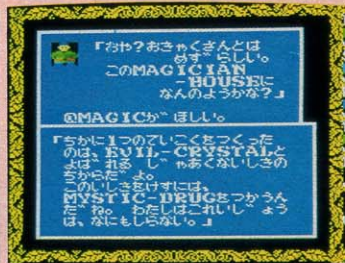 「おや?おきゃくさんとは
めずらしい。
このMAGICIAN
HOUSEに
なんのようかな?」
@MAGICがほしい。
「ちかに1つのていこくをつくった
のは、EVIL-CRYSTALと
よばれるじゃあくないしきの
ちからだよ。
このいしきをけすには、
MYSTIC-DRUGをつかうん
だね。わたしはこれいじょう
は、なにもしらない。」